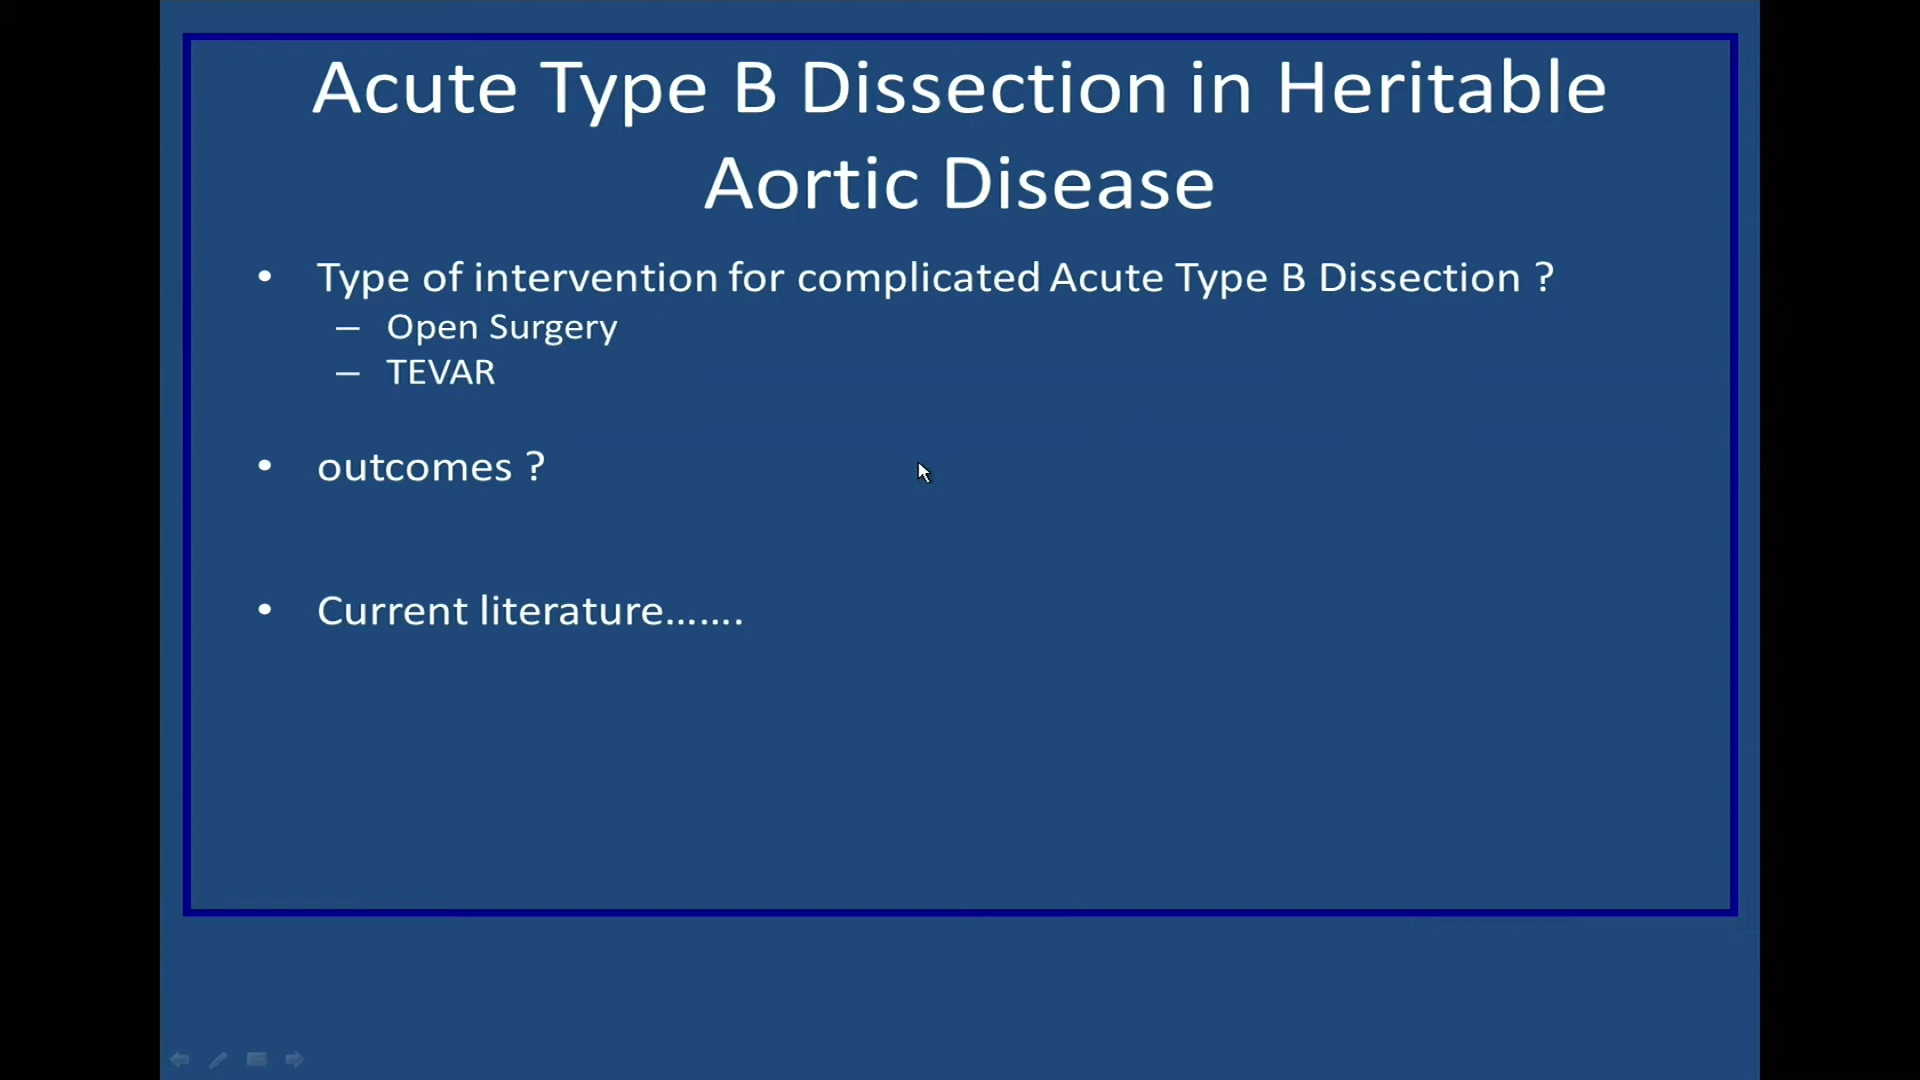 Acute Type B Dissection in Heritable
Aortic Disease
• Type of intervention for complicated Acute Type B Dissection ?
– Open Surgery
– TEVAR
• outcomes ?
• Current literature.......